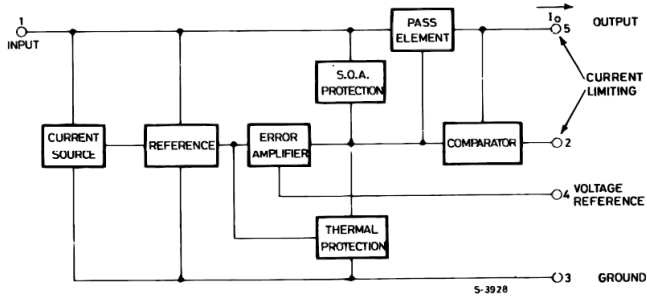 1
INPUT
PASS
ELEMENT
Io
5
OUTPUT
S.O.A.
PROTECTION
CURRENT
LIMITING
CURRENT
SOURCE
REFERENCE
ERROR
AMPLIFIER
COMPARATOR
2
4
VOLTAGE
REFERENCE
THERMAL
PROTECTION
3
GROUND
S-3928